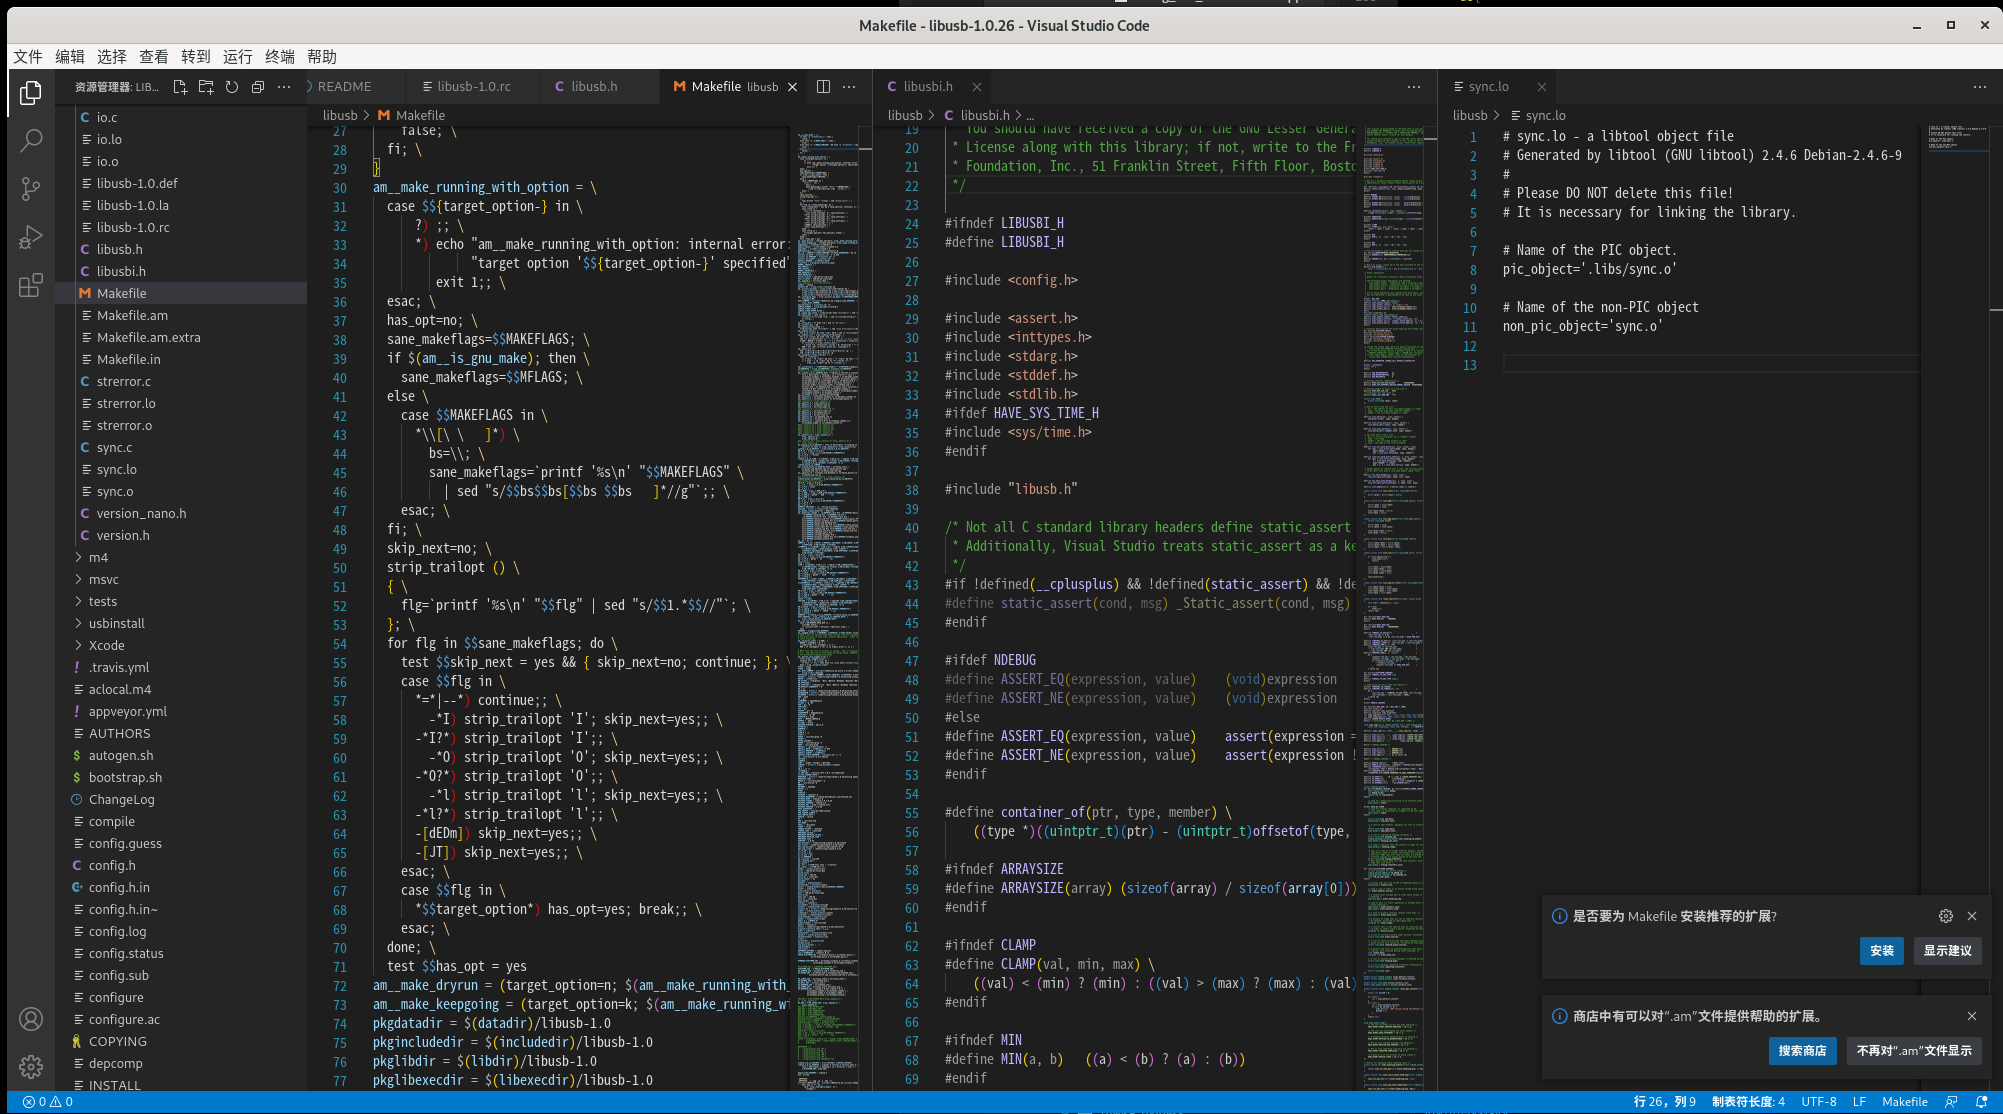 Makefile - libusb-1.0.26 - Visual Studio Code
文件 编辑 选择 查看 转到 运行 终端 帮助
资源管理器: LIB...
io.c
io.lo
io.o
libusb-1.0.def
libusb-1.0.la
libusb-1.0.rc
libusb.h
libusbi.h
Makefile
Makefile.am
Makefile.am.extra
Makefile.in
strerror.c
strerror.lo
strerror.o
sync.c
sync.lo
sync.o
version_nano.h
version.h
m4
msvc
tests
usbinstall
Xcode
.travis.yml
aclocal.m4
appveyor.yml
AUTHORS
autogen.sh
bootstrap.sh
ChangeLog
compile
config.guess
config.h
config.h.in
config.h.in~
config.log
config.status
config.sub
configure
configure.ac
COPYING
depcomp
INSTALL
README libusb-1.0.rc libusb.h Makefile libusb
libusb > Makefile
27 false; \
28 fi; \
29 }
30 am__make_running_with_option = \
31 case $${target_option-} in \
32 ?) ;; \
33 *) echo "am__make_running_with_option: internal error:
34 "target option '$${target_option-}' specified"
35 exit 1;; \
36 esac; \
37 has_opt=no; \
38 sane_makeflags=$$MAKEFLAGS; \
39 if $(am__is_gnu_make); then \
40 sane_makeflags=$$MFLAGS; \
41 else \
42 case $$MAKEFLAGS in \
43 *\\[\ \ ]*) \
44 bs=\\; \
45 sane_makeflags=`printf '%s\n' "$$MAKEFLAGS" \
46 | sed "s/$$bs$$bs[$$bs $$bs ]*//g"`;; \
47 esac; \
48 fi; \
49 skip_next=no; \
50 strip_trailopt () \
51 { \
52 flg=`printf '%s\n' "$$flg" | sed "s/$$1.*$$//"`; \
53 }; \
54 for flg in $$sane_makeflags; do \
55 test $$skip_next = yes && { skip_next=no; continue; }; \
56 case $$flg in \
57 *=*|--*) continue;; \
58 -*I) strip_trailopt 'I'; skip_next=yes;; \
59 -*I?*) strip_trailopt 'I';; \
60 -*O) strip_trailopt 'O'; skip_next=yes;; \
61 -*O?*) strip_trailopt 'O';; \
62 -*l) strip_trailopt 'l'; skip_next=yes;; \
63 -*l?*) strip_trailopt 'l';; \
64 -[dEDm]) skip_next=yes;; \
65 -[JT]) skip_next=yes;; \
66 esac; \
67 case $$flg in \
68 *$$target_option*) has_opt=yes; break;; \
69 esac; \
70 done; \
71 test $$has_opt = yes
72 am__make_dryrun = (target_option=n; $(am__make_running_with_
73 am__make_keepgoing = (target_option=k; $(am__make_running_wi
74 pkgdatadir = $(datadir)/libusb-1.0
75 pkgincludedir = $(includedir)/libusb-1.0
76 pkglibdir = $(libdir)/libusb-1.0
77 pkglibexecdir = $(libexecdir)/libusb-1.0
libusbi.h
libusb > libusbi.h > ...
19 * You should have received a copy of the GNU Lesser Genera
20 * License along with this library; if not, write to the Fr
21 * Foundation, Inc., 51 Franklin Street, Fifth Floor, Bosto
22 */
23
24 #ifndef LIBUSBI_H
25 #define LIBUSBI_H
26
27 #include <config.h>
28
29 #include <assert.h>
30 #include <inttypes.h>
31 #include <stdarg.h>
32 #include <stddef.h>
33 #include <stdlib.h>
34 #ifdef HAVE_SYS_TIME_H
35 #include <sys/time.h>
36 #endif
37
38 #include "libusb.h"
39
40 /* Not all C standard library headers define static_assert
41 * Additionally, Visual Studio treats static_assert as a ke
42 */
43 #if !defined(__cplusplus) && !defined(static_assert) && !de
44 #define static_assert(cond, msg) _Static_assert(cond, msg)
45 #endif
46
47 #ifdef NDEBUG
48 #define ASSERT_EQ(expression, value) (void)expression
49 #define ASSERT_NE(expression, value) (void)expression
50 #else
51 #define ASSERT_EQ(expression, value) assert(expression =
52 #define ASSERT_NE(expression, value) assert(expression !
53 #endif
54
55 #define container_of(ptr, type, member) \
56 ((type *)((uintptr_t)(ptr) - (uintptr_t)offsetof(type,
57
58 #ifndef ARRAYSIZE
59 #define ARRAYSIZE(array) (sizeof(array) / sizeof(array[0]))
60 #endif
61
62 #ifndef CLAMP
63 #define CLAMP(val, min, max) \
64 ((val) < (min) ? (min) : ((val) > (max) ? (max) : (val)
65 #endif
66
67 #ifndef MIN
68 #define MIN(a, b) ((a) < (b) ? (a) : (b))
69 #endif
sync.lo
libusb > sync.lo
1 # sync.lo - a libtool object file
2 # Generated by libtool (GNU libtool) 2.4.6 Debian-2.4.6-9
3 #
4 # Please DO NOT delete this file!
5 # It is necessary for linking the library.
6
7 # Name of the PIC object.
8 pic_object='.libs/sync.o'
9
10 # Name of the non-PIC object
11 non_pic_object='sync.o'
12
13
是否要为 Makefile 安装推荐的扩展?
安装 显示建议
商店中有可以对“.am”文件提供帮助的扩展。
搜索商店 不再对“.am”文件显示
0 0 行 26，列 9 制表符长度: 4 UTF-8 LF Makefile